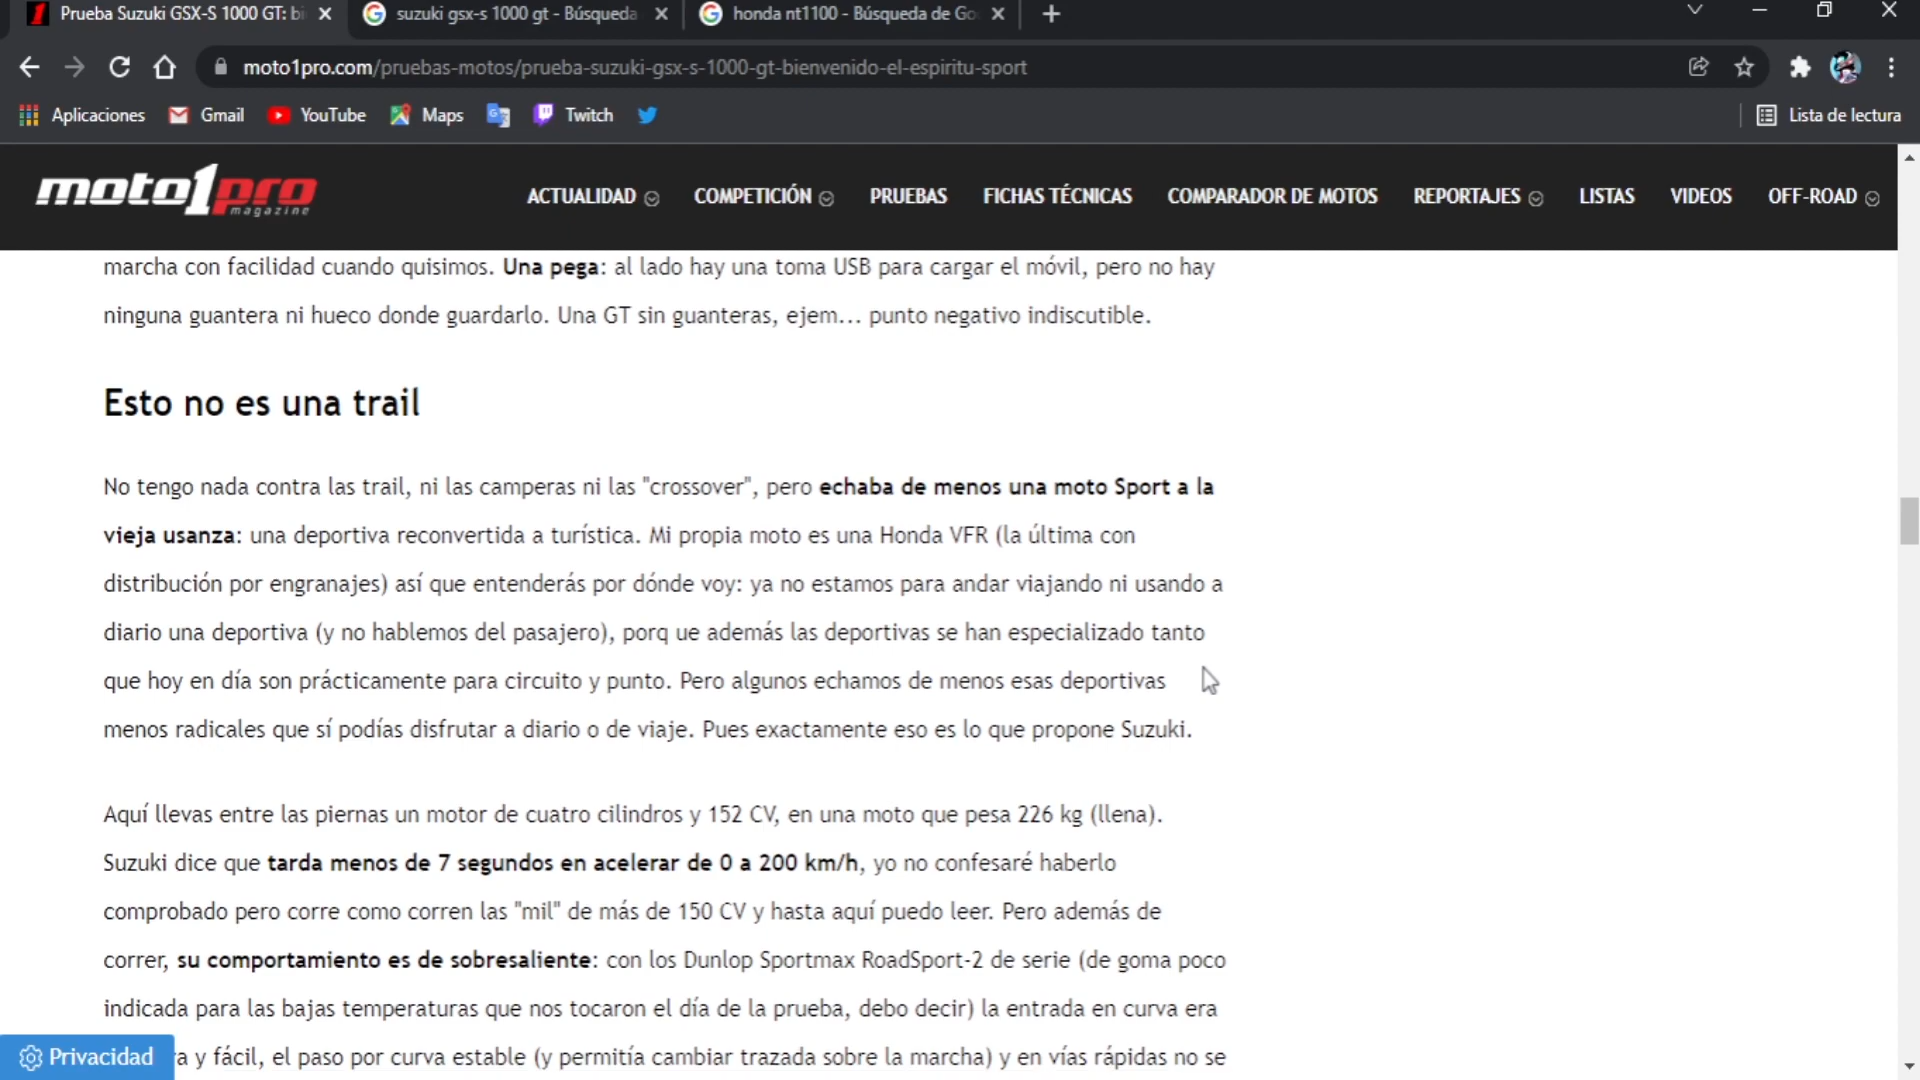 Prueba Suzuki GSX-S 1000 GT: bi
suzuki gsx-s 1000 gt - Búsqueda
honda nt1100 - Búsqueda de Go
moto1pro.com/pruebas-motos/prueba-suzuki-gsx-s-1000-gt-bienvenido-el-espiritu-sport
Aplicaciones
Gmail
YouTube
Maps
Twitch
Lista de lectura
moto1pro
magazine
ACTUALIDAD
COMPETICIÓN
PRUEBAS
FICHAS TÉCNICAS
COMPARADOR DE MOTOS
REPORTAJES
LISTAS
VIDEOS
OFF-ROAD
marcha con facilidad cuando quisimos. Una pega: al lado hay una toma USB para cargar el móvil, pero no hay
ninguna guantera ni hueco donde guardarlo. Una GT sin guanteras, ejem... punto negativo indiscutible.
Esto no es una trail
No tengo nada contra las trail, ni las camperas ni las "crossover", pero echaba de menos una moto Sport a la
vieja usanza: una deportiva reconvertida a turística. Mi propia moto es una Honda VFR (la última con
distribución por engranajes) así que entenderás por dónde voy: ya no estamos para andar viajando ni usando a
diario una deportiva (y no hablemos del pasajero), porq ue además las deportivas se han especializado tanto
que hoy en día son prácticamente para circuito y punto. Pero algunos echamos de menos esas deportivas
menos radicales que sí podías disfrutar a diario o de viaje. Pues exactamente eso es lo que propone Suzuki.
Aquí llevas entre las piernas un motor de cuatro cilindros y 152 CV, en una moto que pesa 226 kg (llena).
Suzuki dice que tarda menos de 7 segundos en acelerar de 0 a 200 km/h, yo no confesaré haberlo
comprobado pero corre como corren las "mil" de más de 150 CV y hasta aquí puedo leer. Pero además de
correr, su comportamiento es de sobresaliente: con los Dunlop Sportmax RoadSport-2 de serie (de goma poco
indicada para las bajas temperaturas que nos tocaron el día de la prueba, debo decir) la entrada en curva era
y fácil, el paso por curva estable (y permitía cambiar trazada sobre la marcha) y en vías rápidas no se
Privacidad